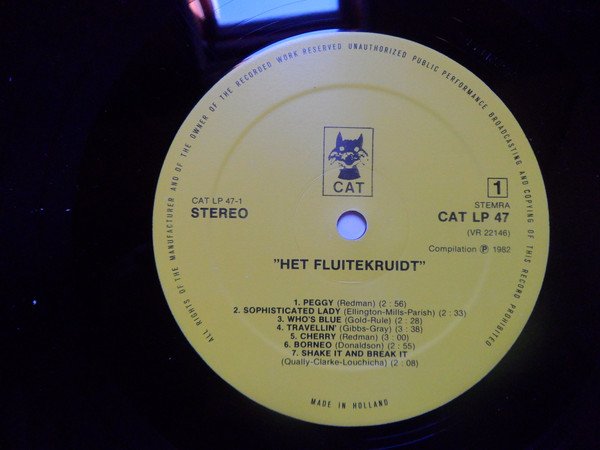 ALL RIGHTS OF THE MANUFACTURER AND OF THE OWNER OF THE RECORDED WORK RESERVED UNAUTHORIZED PUBLIC PERFORMANCE BROADCASTING AND COPYING OF THIS RECORD PROHIBITED
CAT
CAT LP 47-1
STEREO
1
STEMRA
CAT LP 47
(VR 22146)
Compilation Ⓟ 1982
"HET FLUITEKRUIDT"
1. PEGGY (Redman) (2 : 56)
2. SOPHISTICATED LADY (Ellington-Mills-Parish) (2 : 33)
3. WHO'S BLUE (Gold-Rule) (2 : 28)
4. TRAVELLIN' (Gibbs-Gray) (3 : 38)
5. CHERRY (Redman) (3 : 00)
6. BORNEO (Donaldson) (2 : 55)
7. SHAKE IT AND BREAK IT
(Qually-Clarke-Louchicha) (2 : 08)
MADE IN HOLLAND